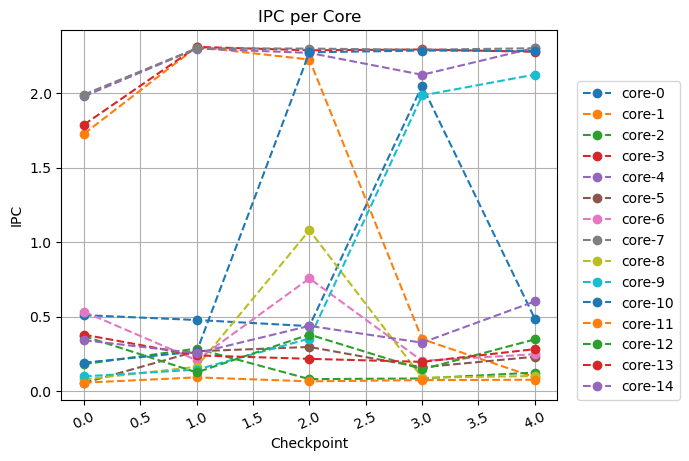 IPC per Core
IPC
2.0
1.5
1.0
0.5
0.0
0.0 0.5 1.0 1.5 2.0 2.5 3.0 3.5 4.0
Checkpoint
core-0
core-1
core-2
core-3
core-4
core-5
core-6
core-7
core-8
core-9
core-10
core-11
core-12
core-13
core-14